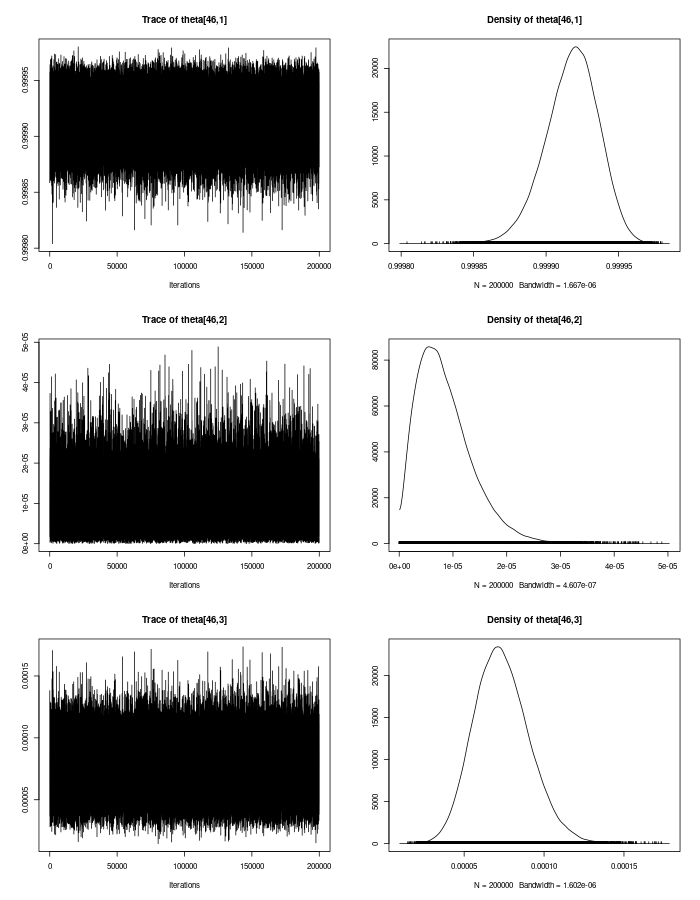 Trace of theta[46,1]
0.99980 0.99985 0.99990 0.99995
0 50000 100000 150000 200000
Iterations
Density of theta[46,1]
0 5000 10000 15000 20000
0.99980 0.99985 0.99990 0.99995
N = 200000 Bandwidth = 1.667e-06
Trace of theta[46,2]
0e+00 1e-05 2e-05 3e-05 4e-05 5e-05
0 50000 100000 150000 200000
Iterations
Density of theta[46,2]
0 20000 40000 60000 80000
0e+00 1e-05 2e-05 3e-05 4e-05 5e-05
N = 200000 Bandwidth = 4.607e-07
Trace of theta[46,3]
0.00005 0.00010 0.00015
0 50000 100000 150000 200000
Iterations
Density of theta[46,3]
0 5000 10000 15000 20000
0.00005 0.00010 0.00015
N = 200000 Bandwidth = 1.602e-06